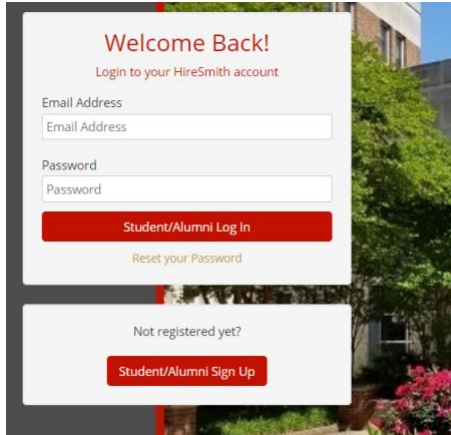 Welcome Back!
Login to your HireSmith account
Email Address
Email Address
Password
Password
Student/Alumni Log In
Reset your Password
Not registered yet?
Student/Alumni Sign Up